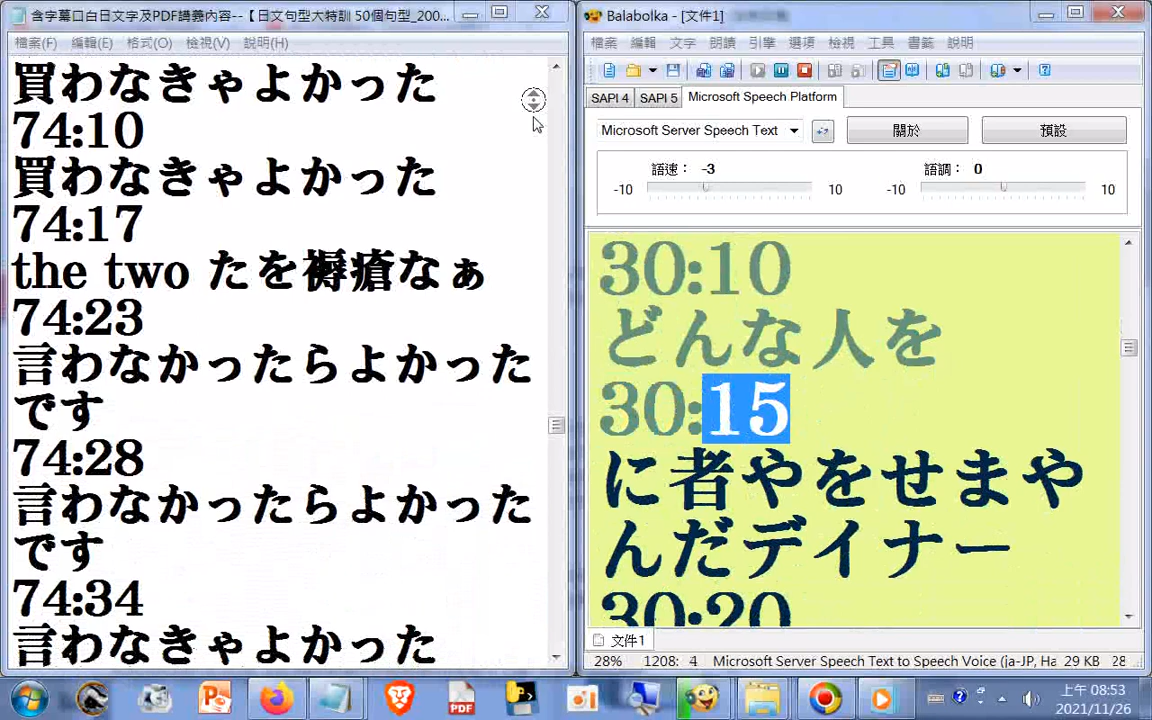 含字幕口白日文字及PDF講義內容--【日文句型大特訓 50個句型_200...
檔案(F) 編輯(E) 格式(O) 檢視(V) 說明(H)
買わなきゃよかった
74:10
買わなきゃよかった
74:17
the two たを褥瘡なぁ
74:23
言わなかったらよかった
です
74:28
言わなかったらよかった
です
74:34
言わなきゃよかった
Balabolka - [文件1]
檔案 編輯 文字 朗讀 引擎 選項 檢視 工具 書籤 說明
SAPI 4 SAPI 5 Microsoft Speech Platform
Microsoft Server Speech Text 關於 預設
語速： -3 語調： 0
-10 10 -10 10
30:10
どんな人を
30:15
に者やをせまや
んだデイナー
30:20
文件1
28% 1208: 4 Microsoft Server Speech Text to Speech Voice (ja-JP, Ha 29 KB 28
PDF
上午 08:53
2021/11/26